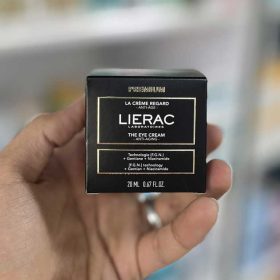 PREMIUM
LA CRÈME REGARD
- ANTI-ÂGE -
LIERAC
LABORATOIRES
THE EYE CREAM
- ANTI-AGING -
Technologie [F.G.N.]
+ Gentiane + Niacinamide
[F.G.N.] technology
+ Gentian + Niacinamide
20 ML 0.67 FL.OZ.